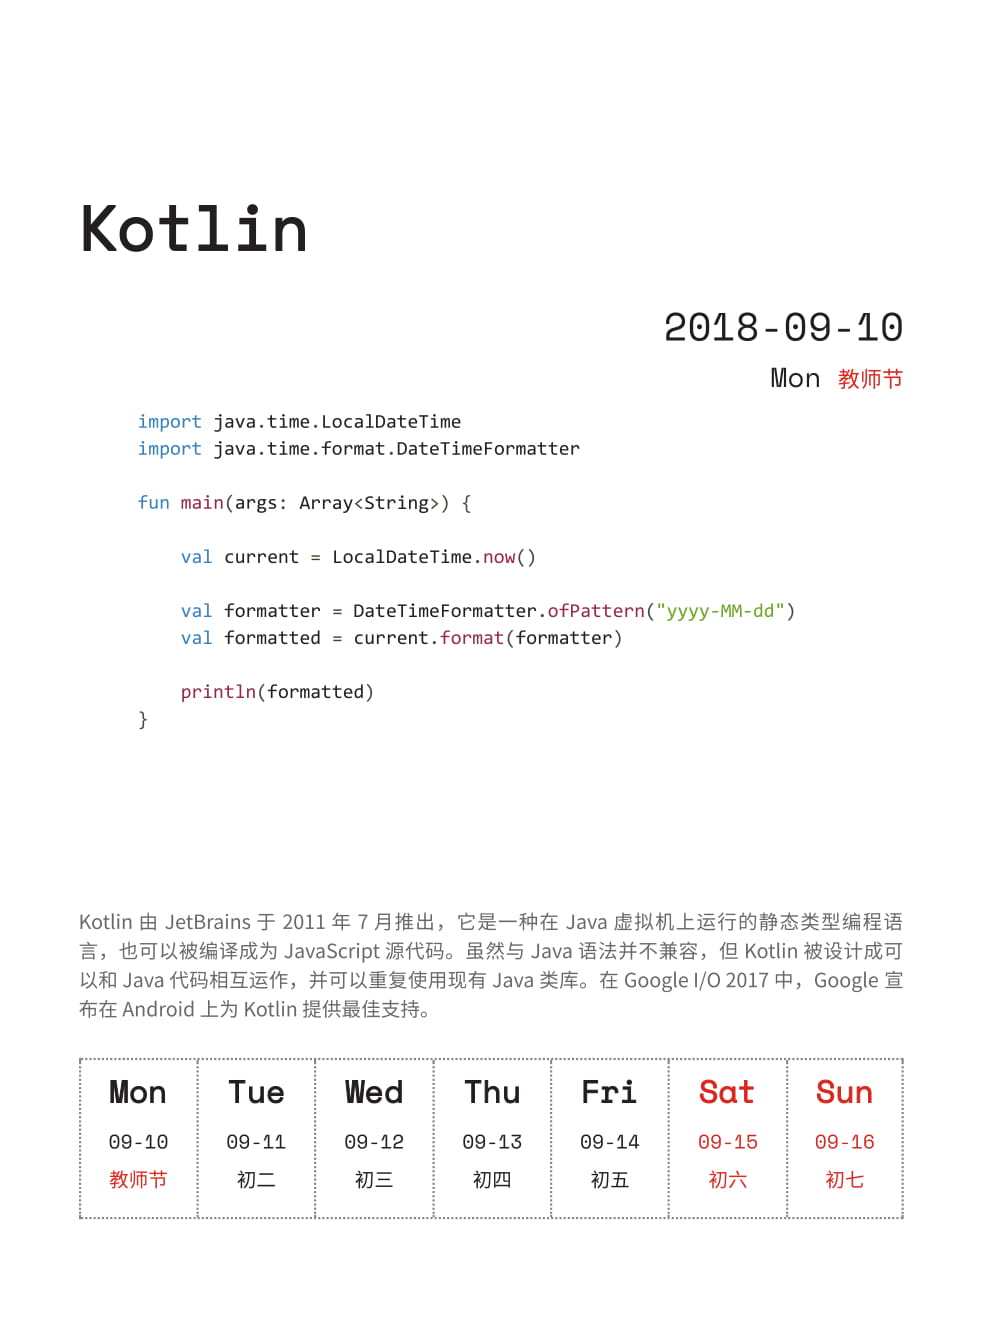 Kotlin
2018-09-10
Mon 教师节
import java.time.LocalDateTime
import java.time.format.DateTimeFormatter
fun main(args: Array<String>) {
    val current = LocalDateTime.now()
    val formatter = DateTimeFormatter.ofPattern("yyyy-MM-dd")
    val formatted = current.format(formatter)
    println(formatted)
}
Kotlin 由 JetBrains 于 2011 年 7 月推出，它是一种在 Java 虚拟机上运行的静态类型编程语
言，也可以被编译成为 JavaScript 源代码。虽然与 Java 语法并不兼容，但 Kotlin 被设计成可
以和 Java 代码相互运作，并可以重复使用现有 Java 类库。在 Google I/O 2017 中，Google 宣
布在 Android 上为 Kotlin 提供最佳支持。
Mon Tue Wed Thu Fri Sat Sun
09-10 09-11 09-12 09-13 09-14 09-15 09-16
教师节 初二 初三 初四 初五 初六 初七